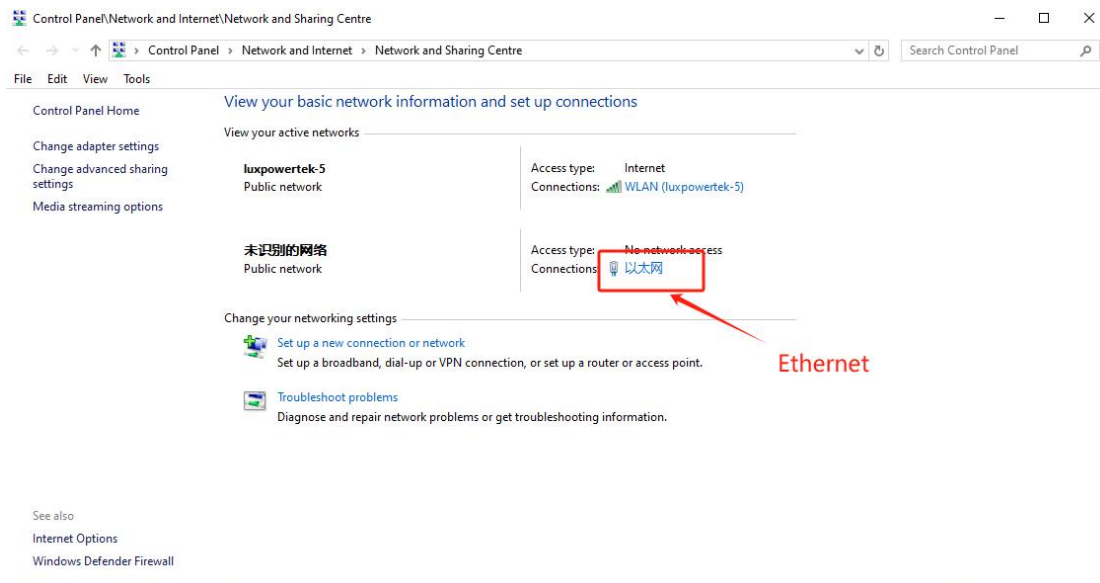 Control Panel\Network and Internet\Network and Sharing Centre
Control Panel > Network and Internet > Network and Sharing Centre
Search Control Panel
File Edit View Tools
Control Panel Home
Change adapter settings
Change advanced sharing
settings
Media streaming options
View your basic network information and set up connections
View your active networks
luxpowertek-5
Public network
Access type: Internet
Connections: WLAN (luxpowertek-5)
未识别的网络
Public network
Access type: No network access
Connections 以太网
Ethernet
Change your networking settings
Set up a new connection or network
Set up a broadband, dial-up or VPN connection, or set up a router or access point.
Troubleshoot problems
Diagnose and repair network problems or get troubleshooting information.
See also
Internet Options
Windows Defender Firewall